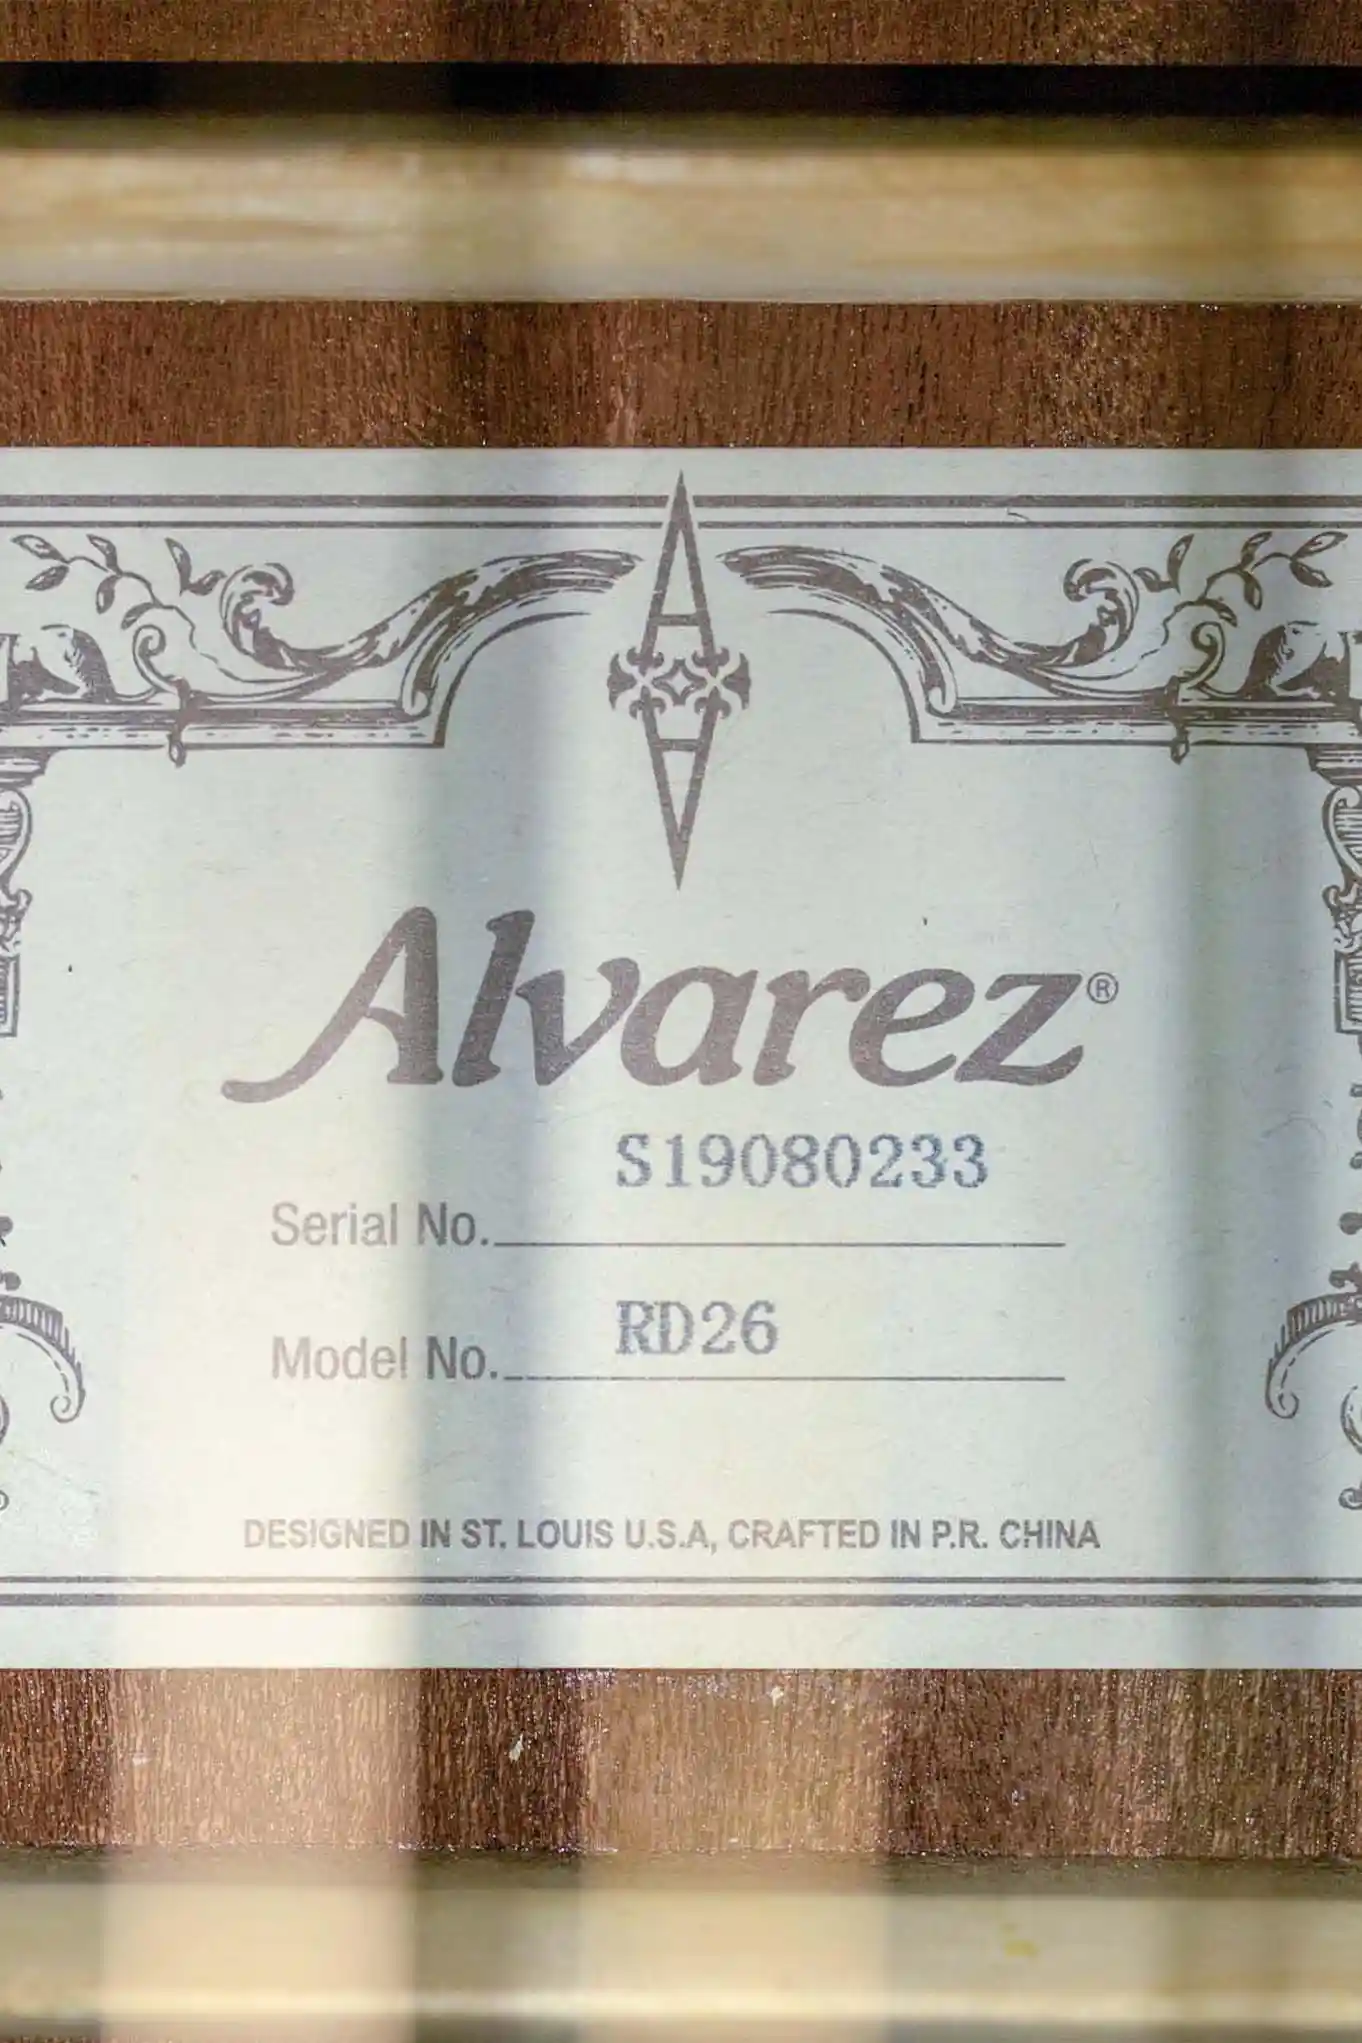 Alvarez®
S19080233
Serial No.
RD26
Model No.
DESIGNED IN ST. LOUIS U.S.A, CRAFTED IN P.R. CHINA